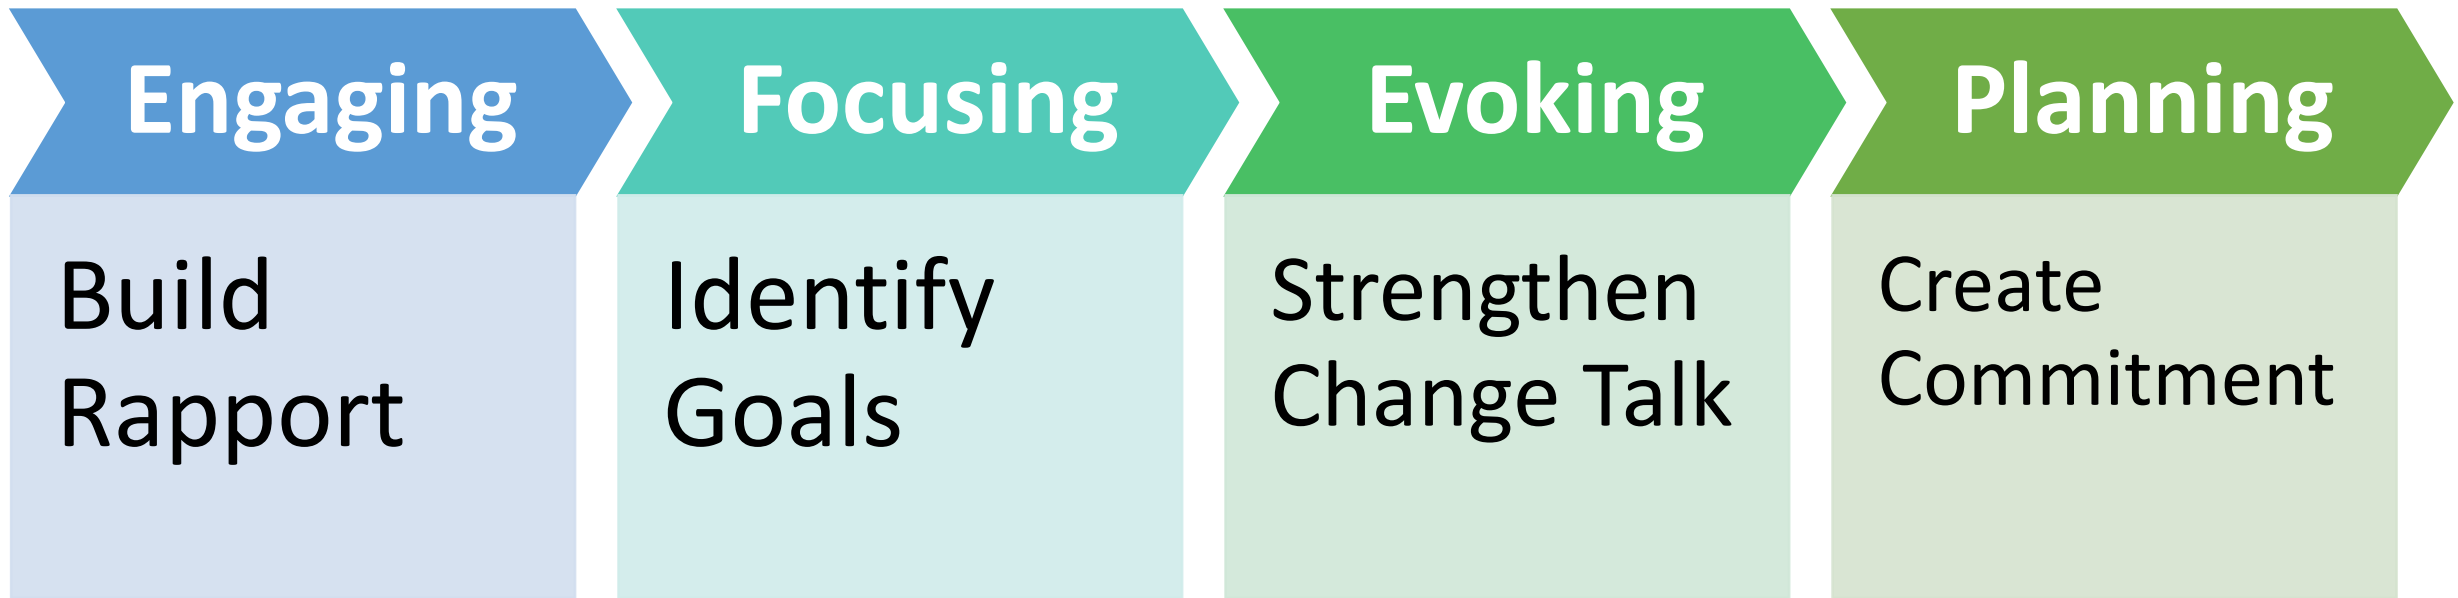 Engaging
Build
Rapport
Focusing
Identify
Goals
Evoking
Strengthen
Change Talk
Planning
Create
Commitment